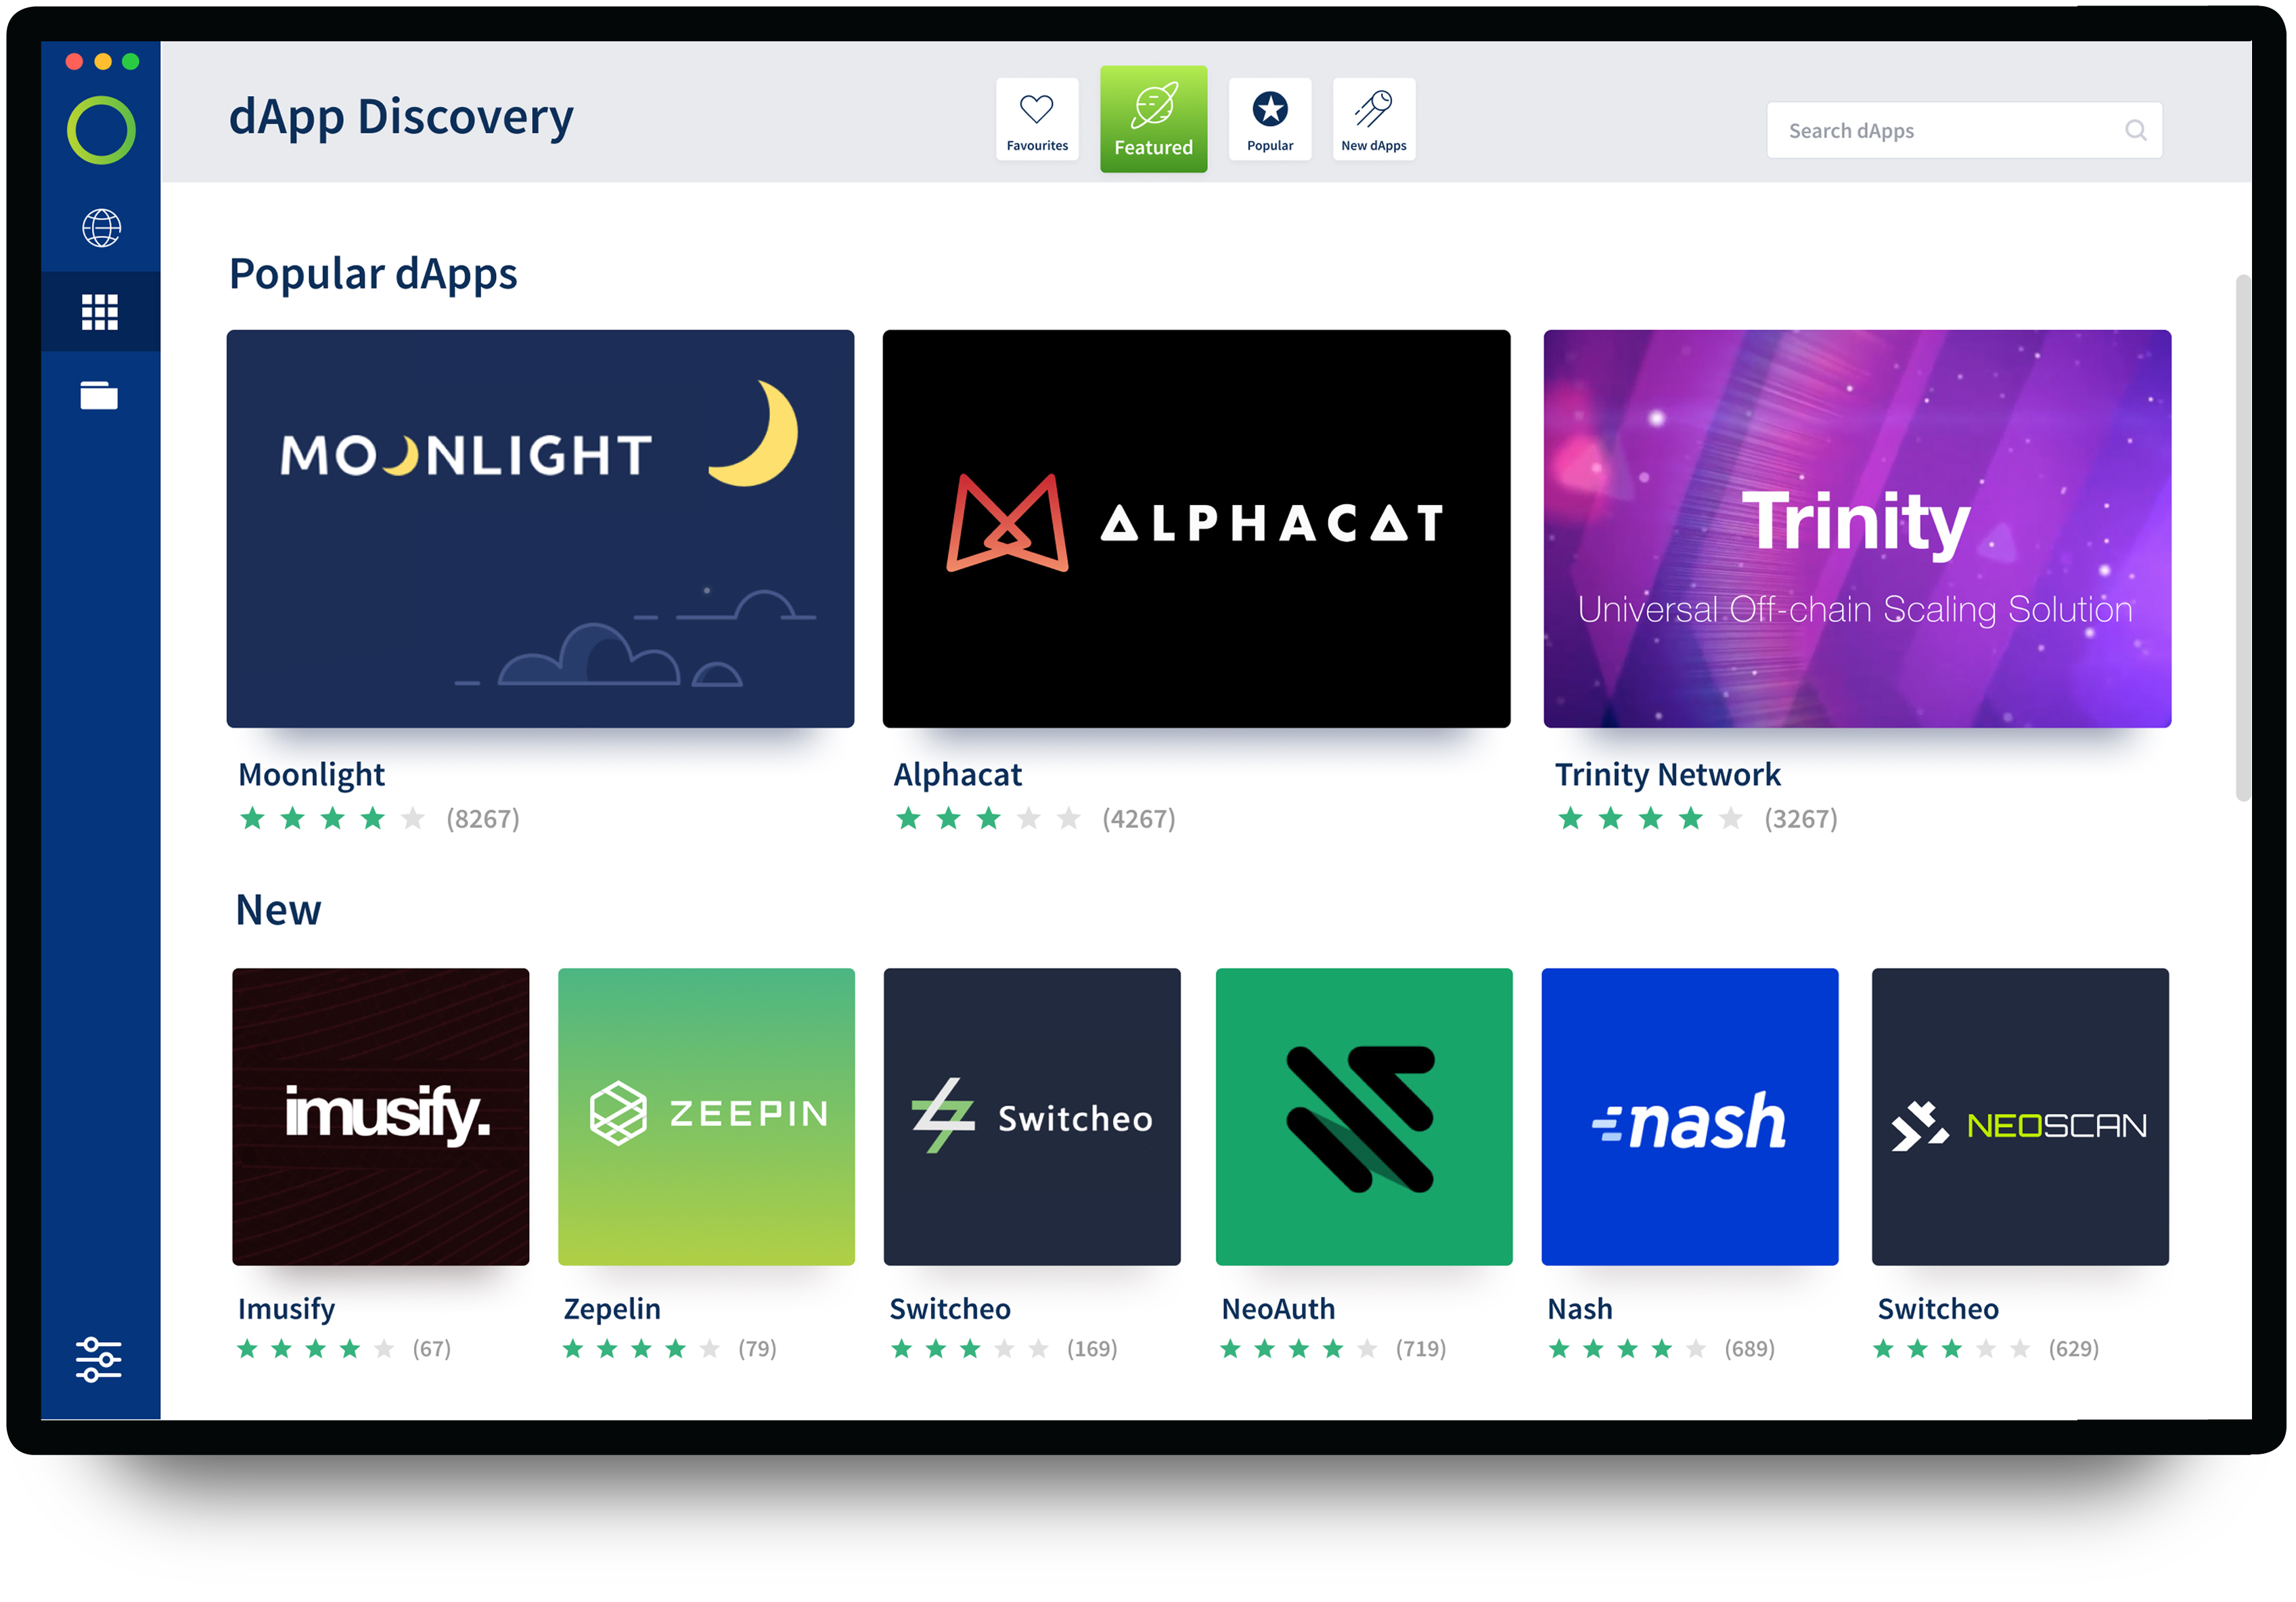 dApp Discovery
Favourites
Featured
Popular
New dApps
Search dApps
Popular dApps
MOONLIGHT
ALPHACAT
Trinity
Universal Off-chain Scaling Solution
Moonlight
(8267)
Alphacat
(4267)
Trinity Network
(3267)
New
imusify.
ZEEPIN
Switcheo
nash
NEOSCAN
Imusify
(67)
Zepelin
(79)
Switcheo
(169)
NeoAuth
(719)
Nash
(689)
Switcheo
(629)